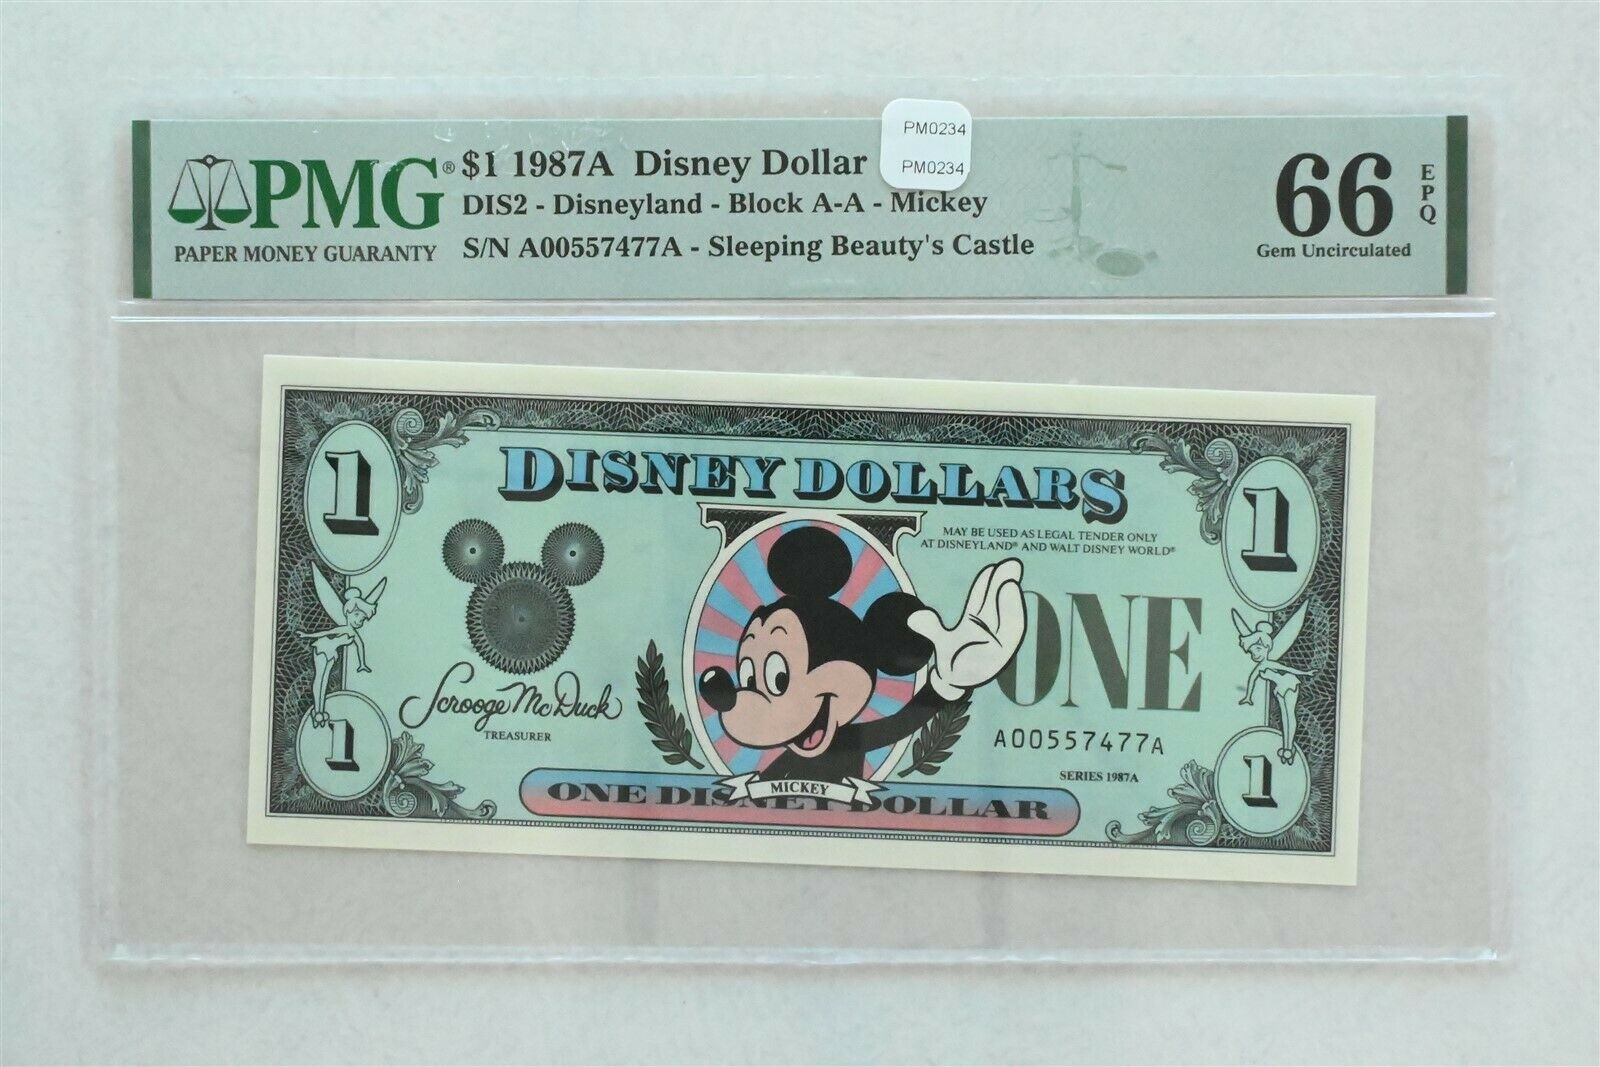 PM0234
PM0234
PMG®
PAPER MONEY GUARANTY
$1 1987A Disney Dollar
DIS2 - Disneyland - Block A-A - Mickey
S/N A00557477A - Sleeping Beauty's Castle
66 EPQ
Gem Uncirculated
1
1
DISNEY DOLLARS
MAY BE USED AS LEGAL TENDER ONLY
AT DISNEYLAND® AND WALT DISNEY WORLD®
ONE
Scrooge McDuck
TREASURER
A00557477A
SERIES 1987A
1
1
MICKEY
ONE DISNEY DOLLAR